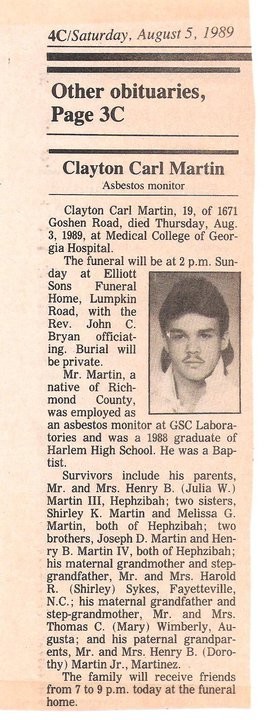 4C/Saturday, August 5, 1989
Other obituaries,
Page 3C
Clayton Carl Martin
Asbestos monitor
Clayton Carl Martin, 19, of 1671
Goshen Road, died Thursday, Aug.
3, 1989, at Medical College of Geor-
gia Hospital.
The funeral will be at 2 p.m. Sun-
day at Elliott
Sons Funeral
Home, Lumpkin
Road, with the
Rev. John C.
Bryan officiat-
ing. Burial will
be private.
Mr. Martin, a
native of Rich-
mond County,
was employed as
an asbestos monitor at GSC Labora-
tories and was a 1988 graduate of
Harlem High School. He was a Bap-
tist.
Survivors include his parents,
Mr. and Mrs. Henry B. (Julia W.)
Martin III, Hephzibah; two sisters,
Shirley K. Martin and Melissa G.
Martin, both of Hephzibah; two
brothers, Joseph D. Martin and Hen-
ry B. Martin IV, both of Hephzibah;
his maternal grandmother and step-
grandfather, Mr. and Mrs. Harold
R. (Shirley) Sykes, Fayetteville,
N.C.; his maternal grandfather and
step-grandmother, Mr. and Mrs.
Thomas C. (Mary) Wimberly, Au-
gusta; and his paternal grandpar-
ents, Mr. and Mrs. Henry B. (Doro-
thy) Martin Jr., Martinez.
The family will receive friends
from 7 to 9 p.m. today at the funeral
home.